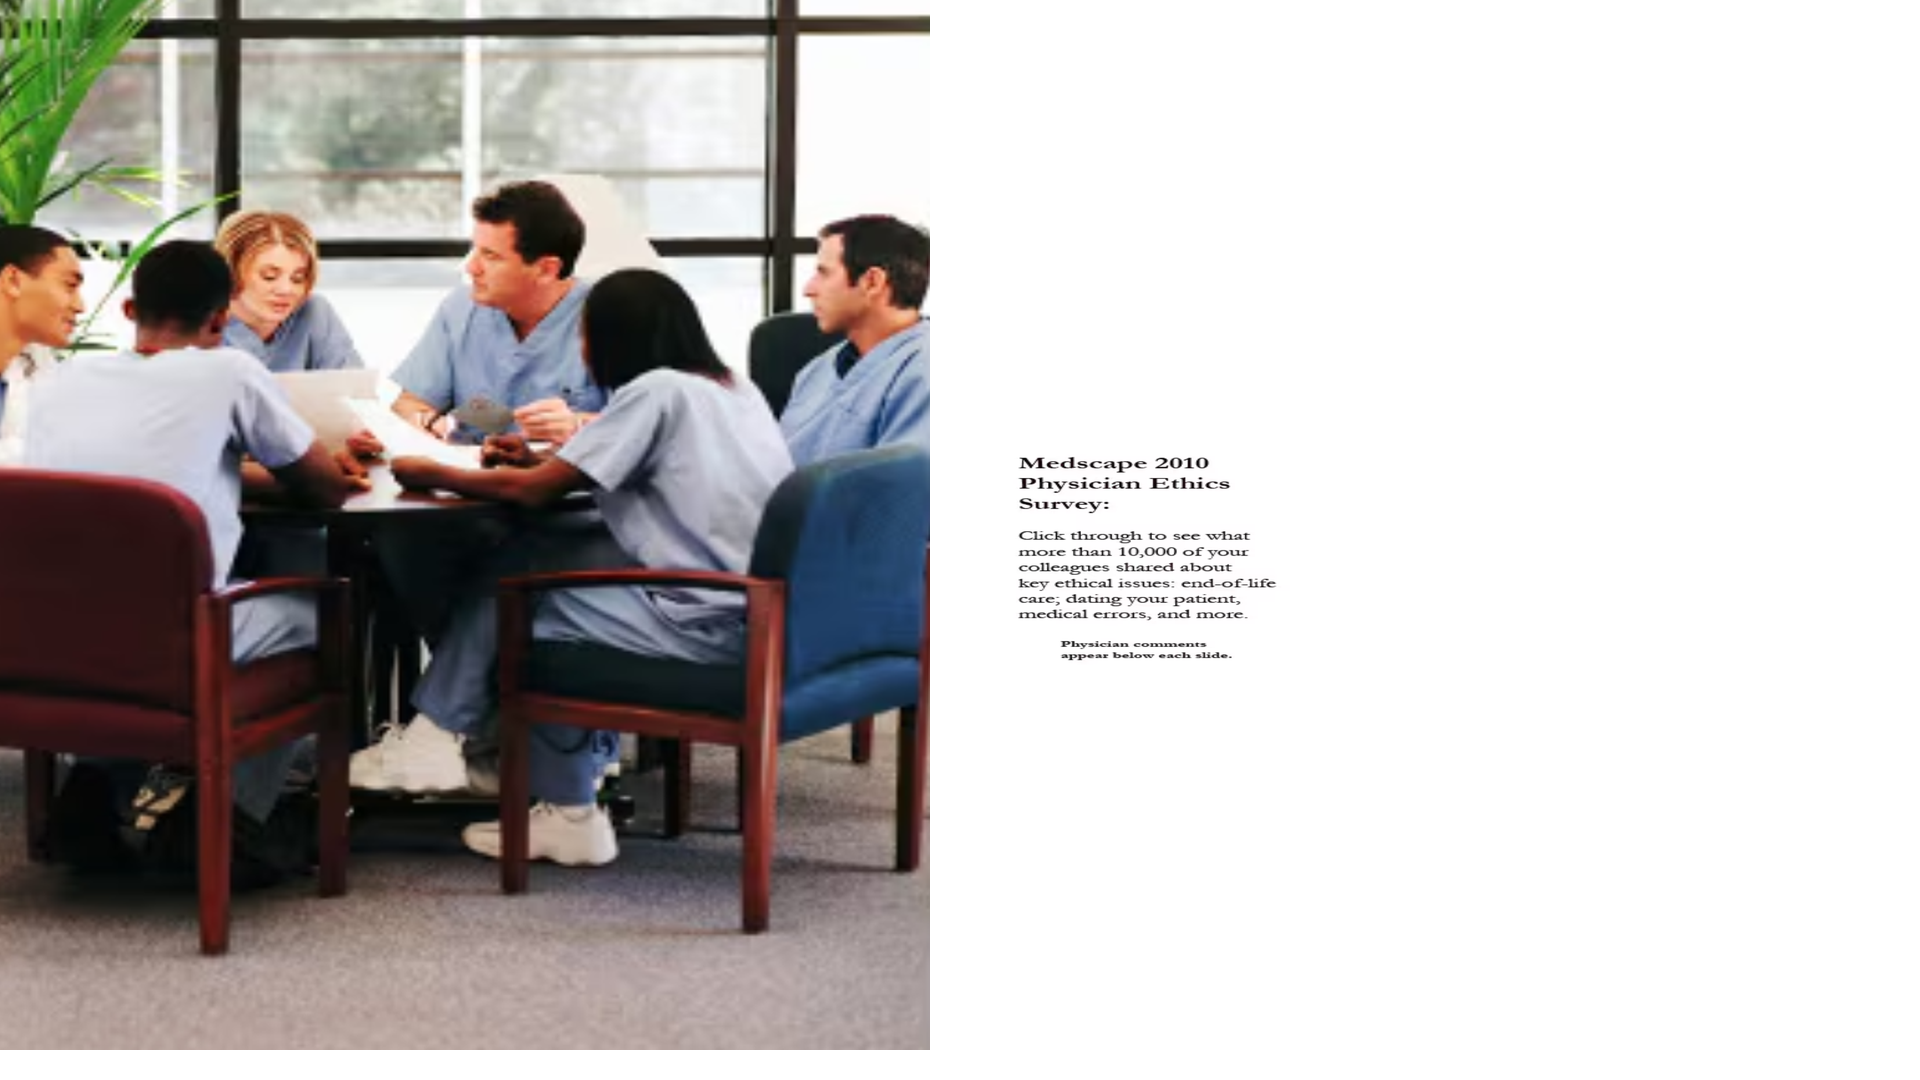 Medscape 2010
Physician Ethics
Survey:
Click through to see what
more than 10,000 of your
colleagues shared about
key ethical issues: end-of-life
care; dating your patient,
medical errors, and more.
Physician comments
appear below each slide.